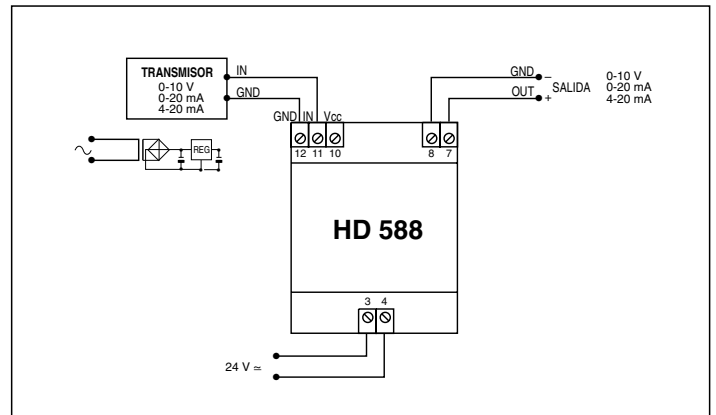 TRANSMISOR
0-10 V
0-20 mA
4-20 mA
IN
GND
GND IN Vcc
12 11 10
REG
GND
OUT
–
+
SALIDA
0-10 V
0-20 mA
4-20 mA
8 7
HD 588
3 4
24 V ≃